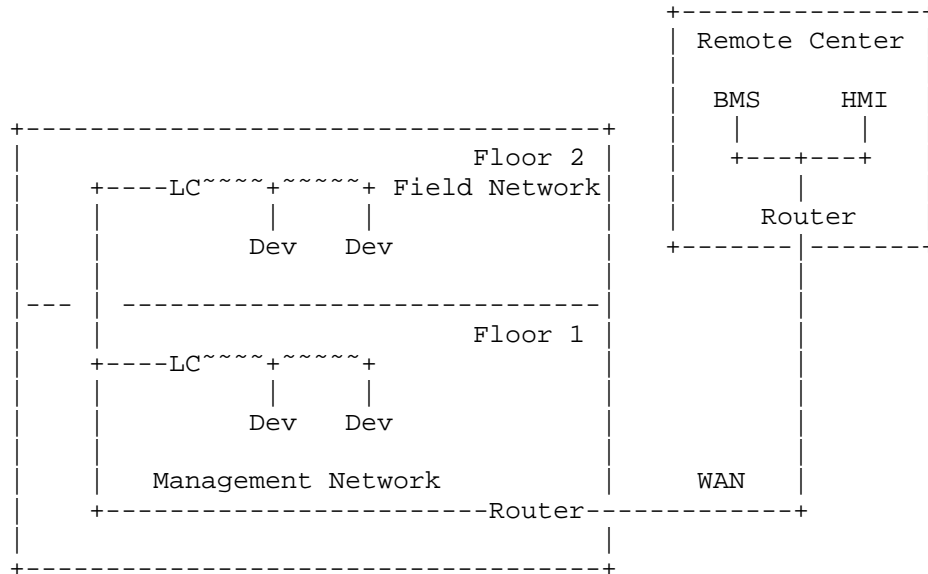 Remote Center
BMS HMI
Floor 2
LC Field Network
Router
Dev Dev
Floor 1
LC
Dev Dev
Management Network WAN
Router